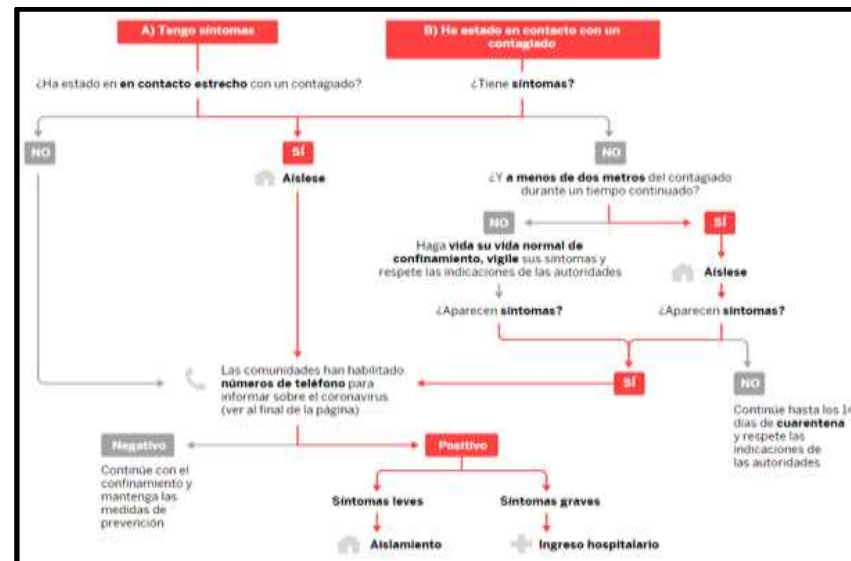 A) Tengo síntomas
B) He estado en contacto con un
contagiado
¿Ha estado en en contacto estrecho con un contagiado?
¿Tiene síntomas?
NO
SÍ
NO
Aíslese
¿Y a menos de dos metros del contagiado
durante un tiempo continuado?
NO
SÍ
Haga vida su vida normal de
confinamiento, vigile sus síntomas y
respete las indicaciones de las autoridades
Aíslese
¿Aparecen síntomas?
¿Aparecen síntomas?
Las comunidades han habilitado
números de teléfono para
informar sobre el coronavirus
(ver al final de la página)
SÍ
NO
Continúe hasta los 14
días de cuarentena
y respete las
indicaciones de
las autoridades
Negativo
Positivo
Continúe con el
confinamiento y
mantenga las
medidas de
prevención
Síntomas leves
Síntomas graves
Aislamiento
Ingreso hospitalario